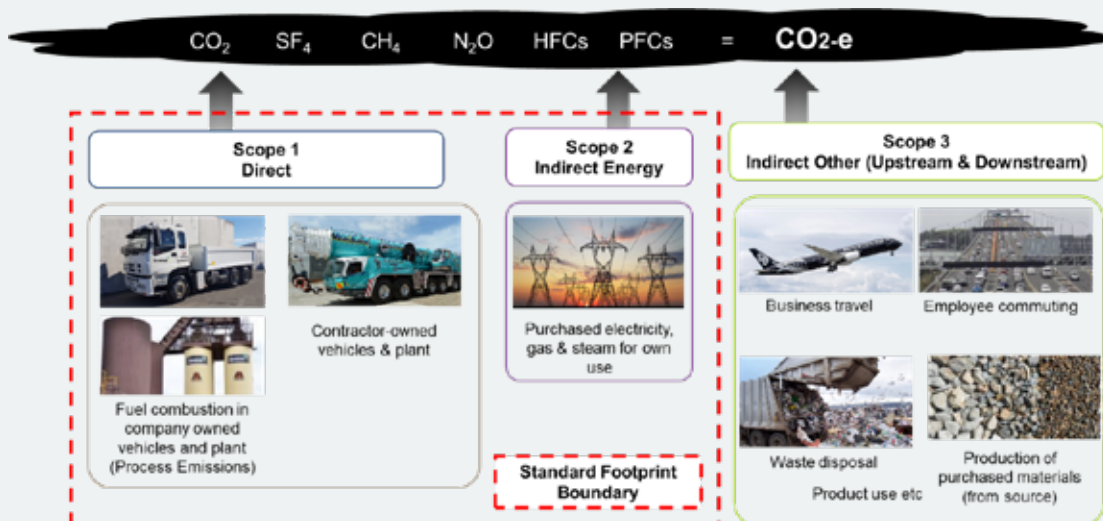 CO₂ SF₄ CH₄ N₂O HFCs PFCs = CO₂-e
Scope 1
Direct
Scope 2
Indirect Energy
Scope 3
Indirect Other (Upstream & Downstream)
Contractor-owned
vehicles & plant
Fuel combustion in
company owned
vehicles and plant
(Process Emissions)
Purchased electricity,
gas & steam for own
use
Standard Footprint
Boundary
Business travel
Employee commuting
Waste disposal
Production of
purchased materials
(from source)
Product use etc